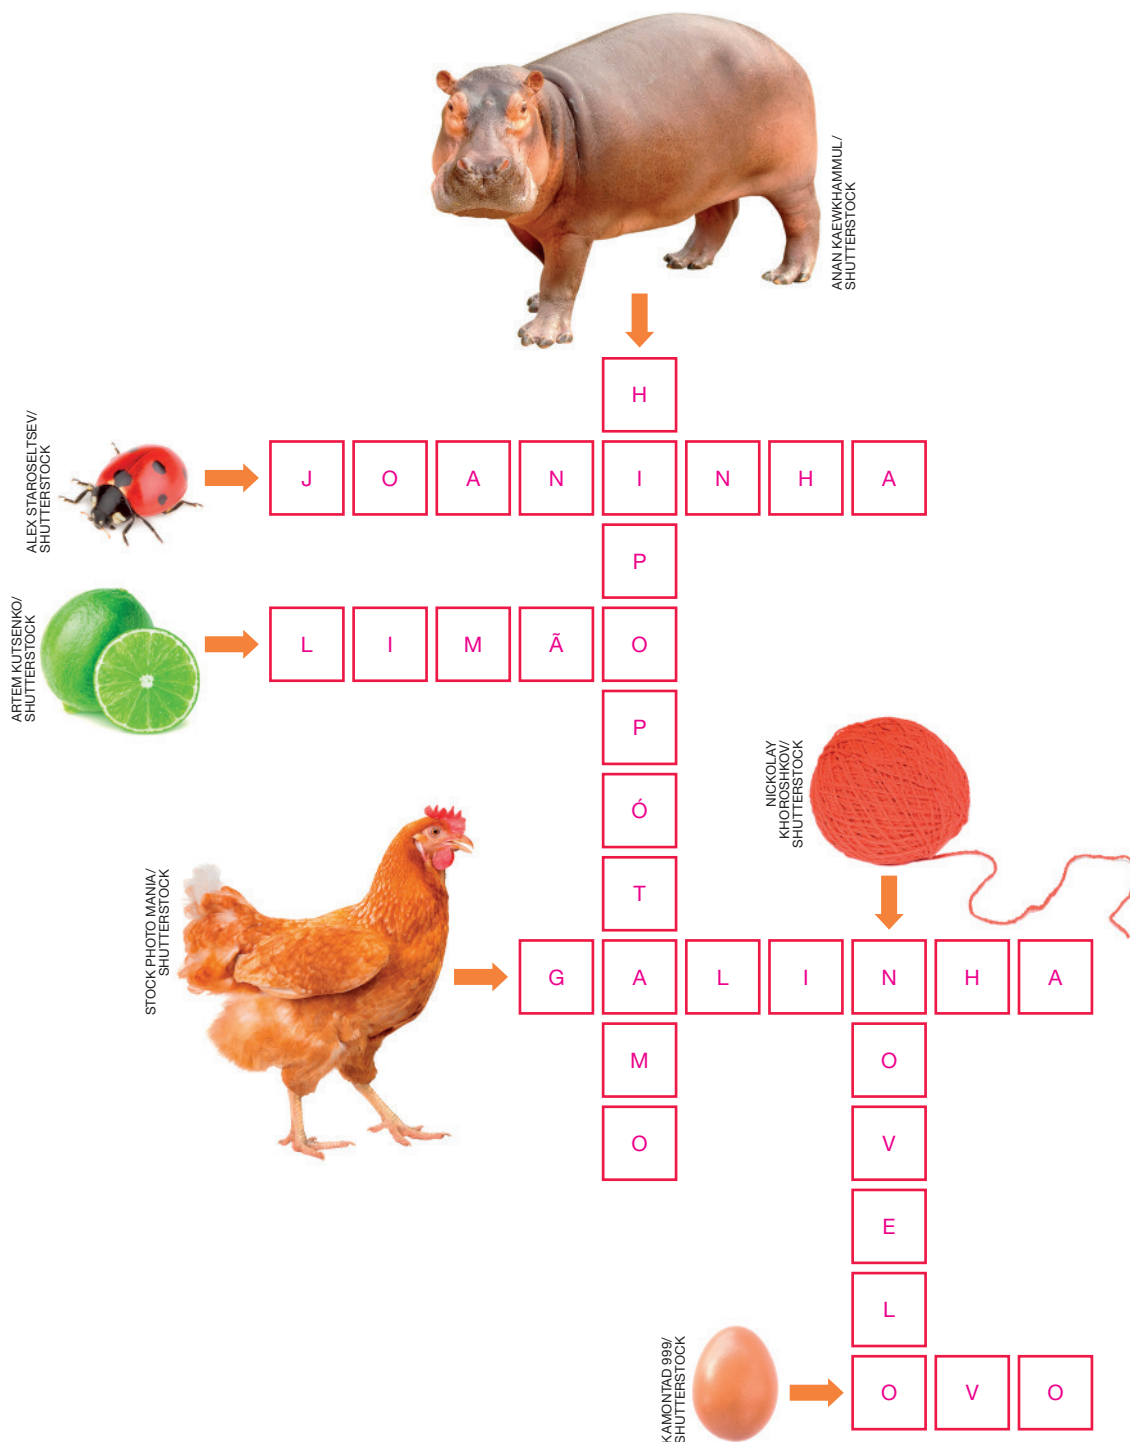 ANAN KAEWKHAMMUL/
SHUTTERSTOCK
H
ALEX STAROSELTSEV/
SHUTTERSTOCK
J O A N I N H A
P
ARTEM KUTSENKO/
SHUTTERSTOCK
L I M Ã O
P
NICKOLAY
KHOROSHKOV/
SHUTTERSTOCK
Ó
T
STOCK PHOTO MANIA/
SHUTTERSTOCK
G A L I N H A
M O
O V
E
L
KAMONTAD 999/
SHUTTERSTOCK
O V O